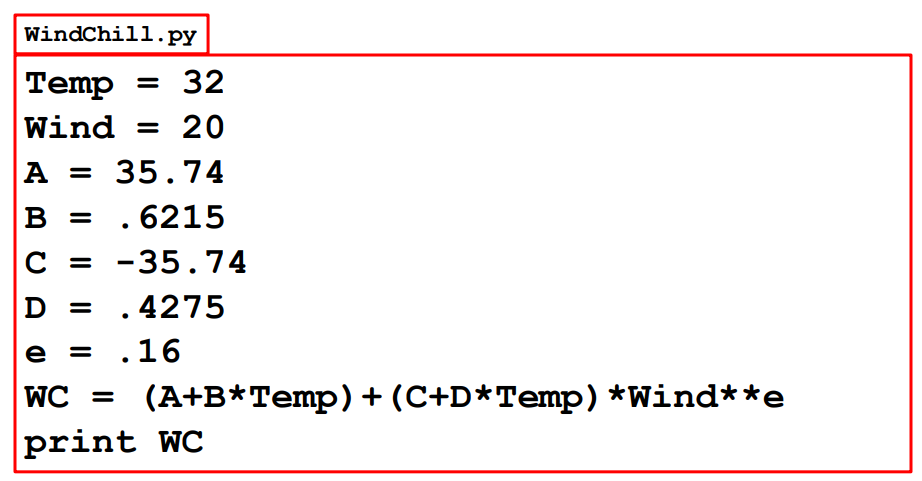 WindChill.py
Temp = 32
Wind = 20
A = 35.74
B = .6215
C = -35.74
D = .4275
e = .16
WC = (A+B*Temp)+(C+D*Temp)*Wind**e
print WC